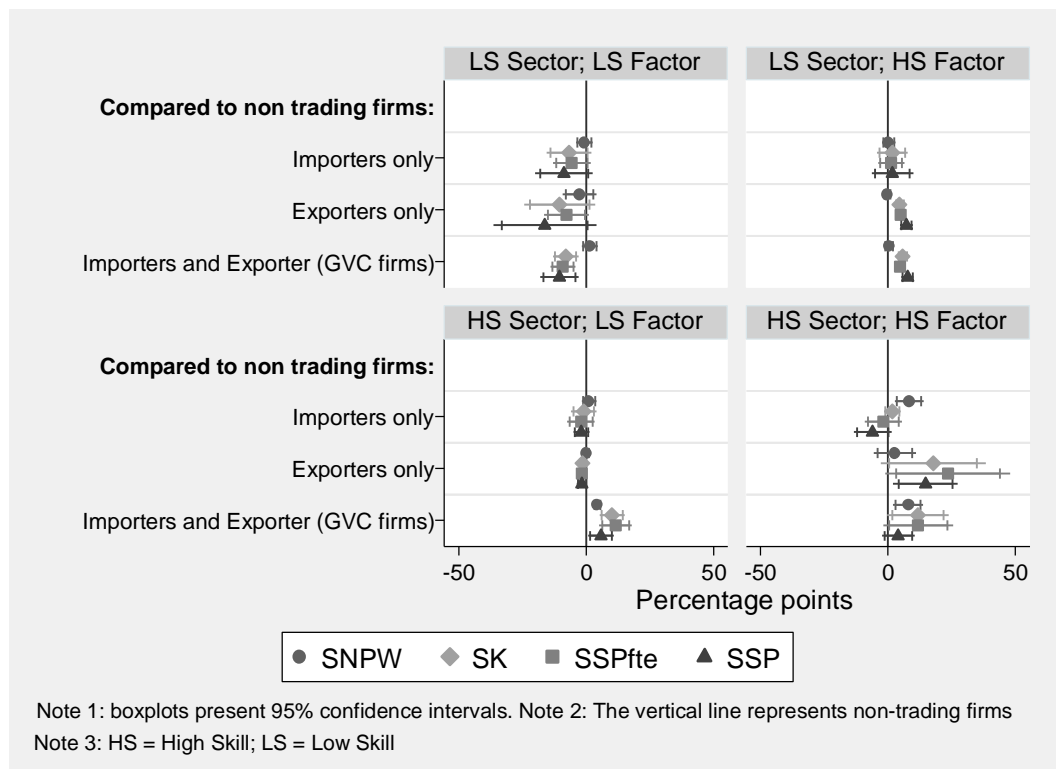 LS Sector; LS Factor
LS Sector; HS Factor
Compared to non trading firms:
Importers only
Exporters only
Importers and Exporter (GVC firms)
HS Sector; LS Factor
HS Sector; HS Factor
Compared to non trading firms:
Importers only
Exporters only
Importers and Exporter (GVC firms)
-50 0 50 -50 0 50
Percentage points
SNPW SK SSPfte SSP
Note 1: boxplots present 95% confidence intervals. Note 2: The vertical line represents non-trading firms
Note 3: HS = High Skill; LS = Low Skill